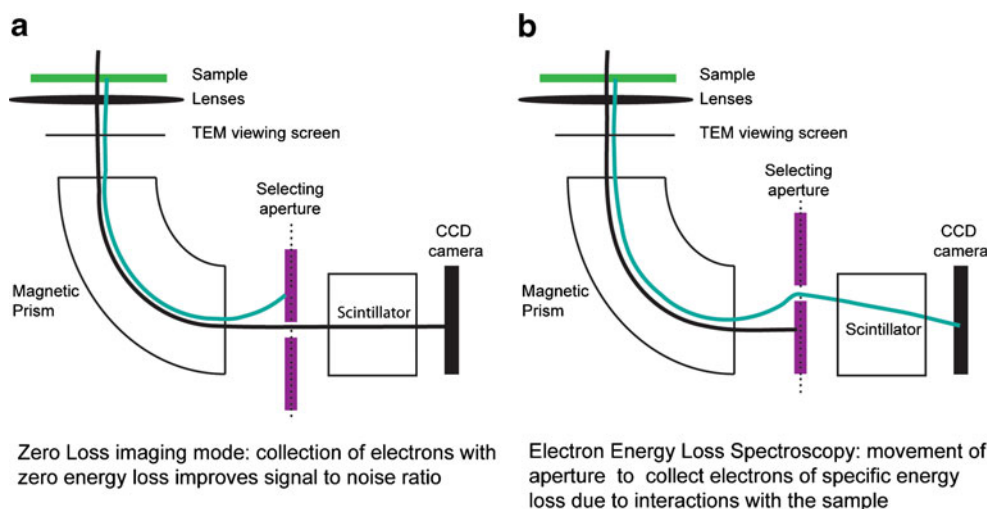 a
Sample
Lenses
TEM viewing screen
Selecting
aperture
CCD
camera
Magnetic
Prism
Scintillator
Zero Loss imaging mode: collection of electrons with
zero energy loss improves signal to noise ratio
b
Sample
Lenses
TEM viewing screen
Selecting
aperture
CCD
camera
Magnetic
Prism
Scintillator
Electron Energy Loss Spectroscopy: movement of
aperture to collect electrons of specific energy
loss due to interactions with the sample